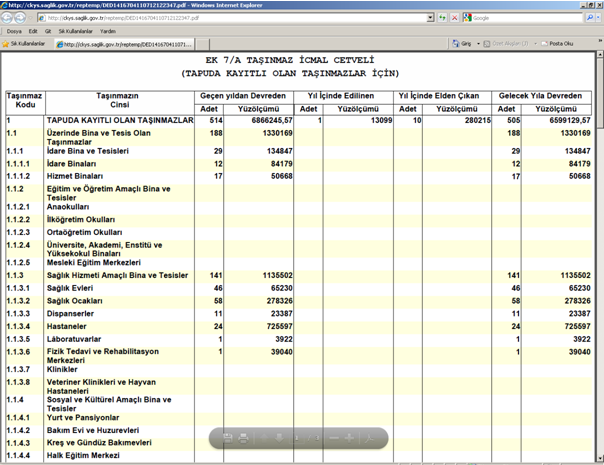 http://ckys.saglik.gov.tr/reptemp/DED1416704110712122347.pdf - Windows Internet Explorer
http://ckys.saglik.gov.tr/reptemp/DED1416704110712122347.pdf
Google
Dosya Edit Git Sık Kullanılanlar Yardım
Sık Kullanılanlar http://ckys.saglik.gov.tr/reptemp/DED141670411071... Giriş Posta Oku
EK 7/A TAŞINMAZ İCMAL CETVELİ
(TAPUDA KAYITLI OLAN TAŞINMAZLAR İÇİN)
Taşınmaz Kodu Taşınmazın Cinsi Geçen yıldan Devreden Yıl İçinde Edinilen Yıl İçinde Elden Çıkan Gelecek Yıla Devreden
Adet Yüzölçümü Adet Yüzölçümü Adet Yüzölçümü Adet Yüzölçümü
1 TAPUDA KAYITLI OLAN TAŞINMAZLAR 514 6866245,57 1 13099 10 280215 505 6599129,57
1.1 Üzerinde Bina ve Tesis Olan Taşınmazlar 188 1330169 188 1330169
1.1.1 İdare Bina ve Tesisleri 29 134847 29 134847
1.1.1.1 İdare Binaları 12 84179 12 84179
1.1.1.2 Hizmet Binaları 17 50668 17 50668
1.1.2 Eğitim ve Öğretim Amaçlı Bina ve Tesisler
1.1.2.1 Anaokulları
1.1.2.2 İlköğretim Okulları
1.1.2.3 Ortaöğretim Okulları
1.1.2.4 Üniversite, Akademi, Enstitü ve Yüksekokul Binaları
1.1.2.5 Mesleki Eğitim Merkezleri
1.1.3 Sağlık Hizmeti Amaçlı Bina ve Tesisler 141 1135502 141 1135502
1.1.3.1 Sağlık Evleri 46 65230 46 65230
1.1.3.2 Sağlık Ocakları 58 278326 58 278326
1.1.3.3 Dispanserler 11 23387 11 23387
1.1.3.4 Hastaneler 24 725597 24 725597
1.1.3.5 Láboratuvarlar 1 3922 1 3922
1.1.3.6 Fizik Tedavi ve Rehabilitasyon Merkezleri 1 39040 1 39040
1.1.3.7 Klinikler
1.1.3.8 Veteriner Klinikleri ve Hayvan Hastaneleri
1.1.4 Sosyal ve Kültürel Amaçlı Bina ve Tesisler
1.1.4.1 Yurt ve Pansiyonlar
1.1.4.2 Bakım Evi ve Huzurevleri
1.1.4.3 Kreş ve Gündüz Bakımevleri
1.1.4.4 Halk Eğitim Merkezi